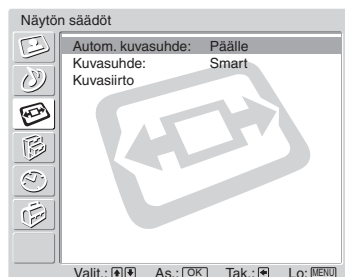 Näytön säädöt
Autom. kuvasuhde: Päälle
Kuvasuhde: Smart
Kuvasiirto
Valit.: As.: OK Tak.: Lo: MENU